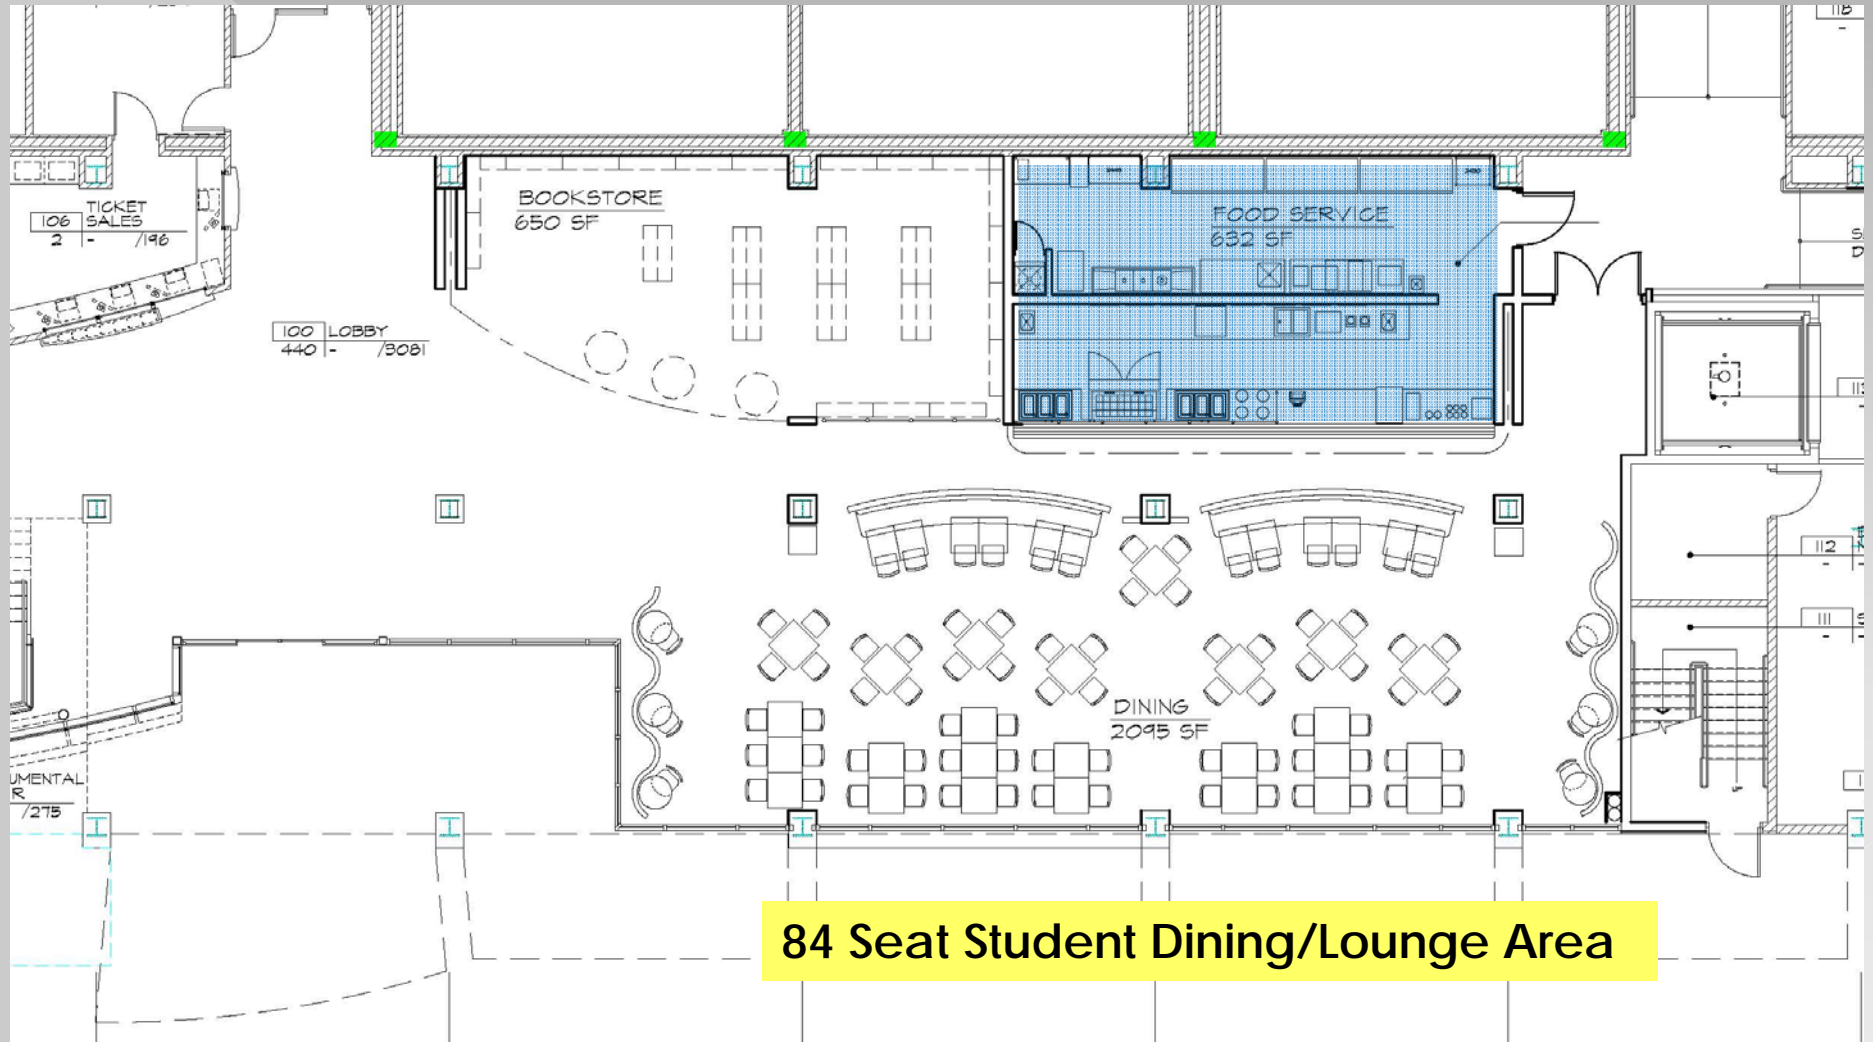 118
-
106 TICKET SALES
2 - /196
BOOKSTORE
650 SF
FOOD SERVICE
632 SF
100 LOBBY
440 - /3081
112
- -
111
- -
DINING
2095 SF
UMENTAL
R
/275
UP
84 Seat Student Dining/Lounge Area